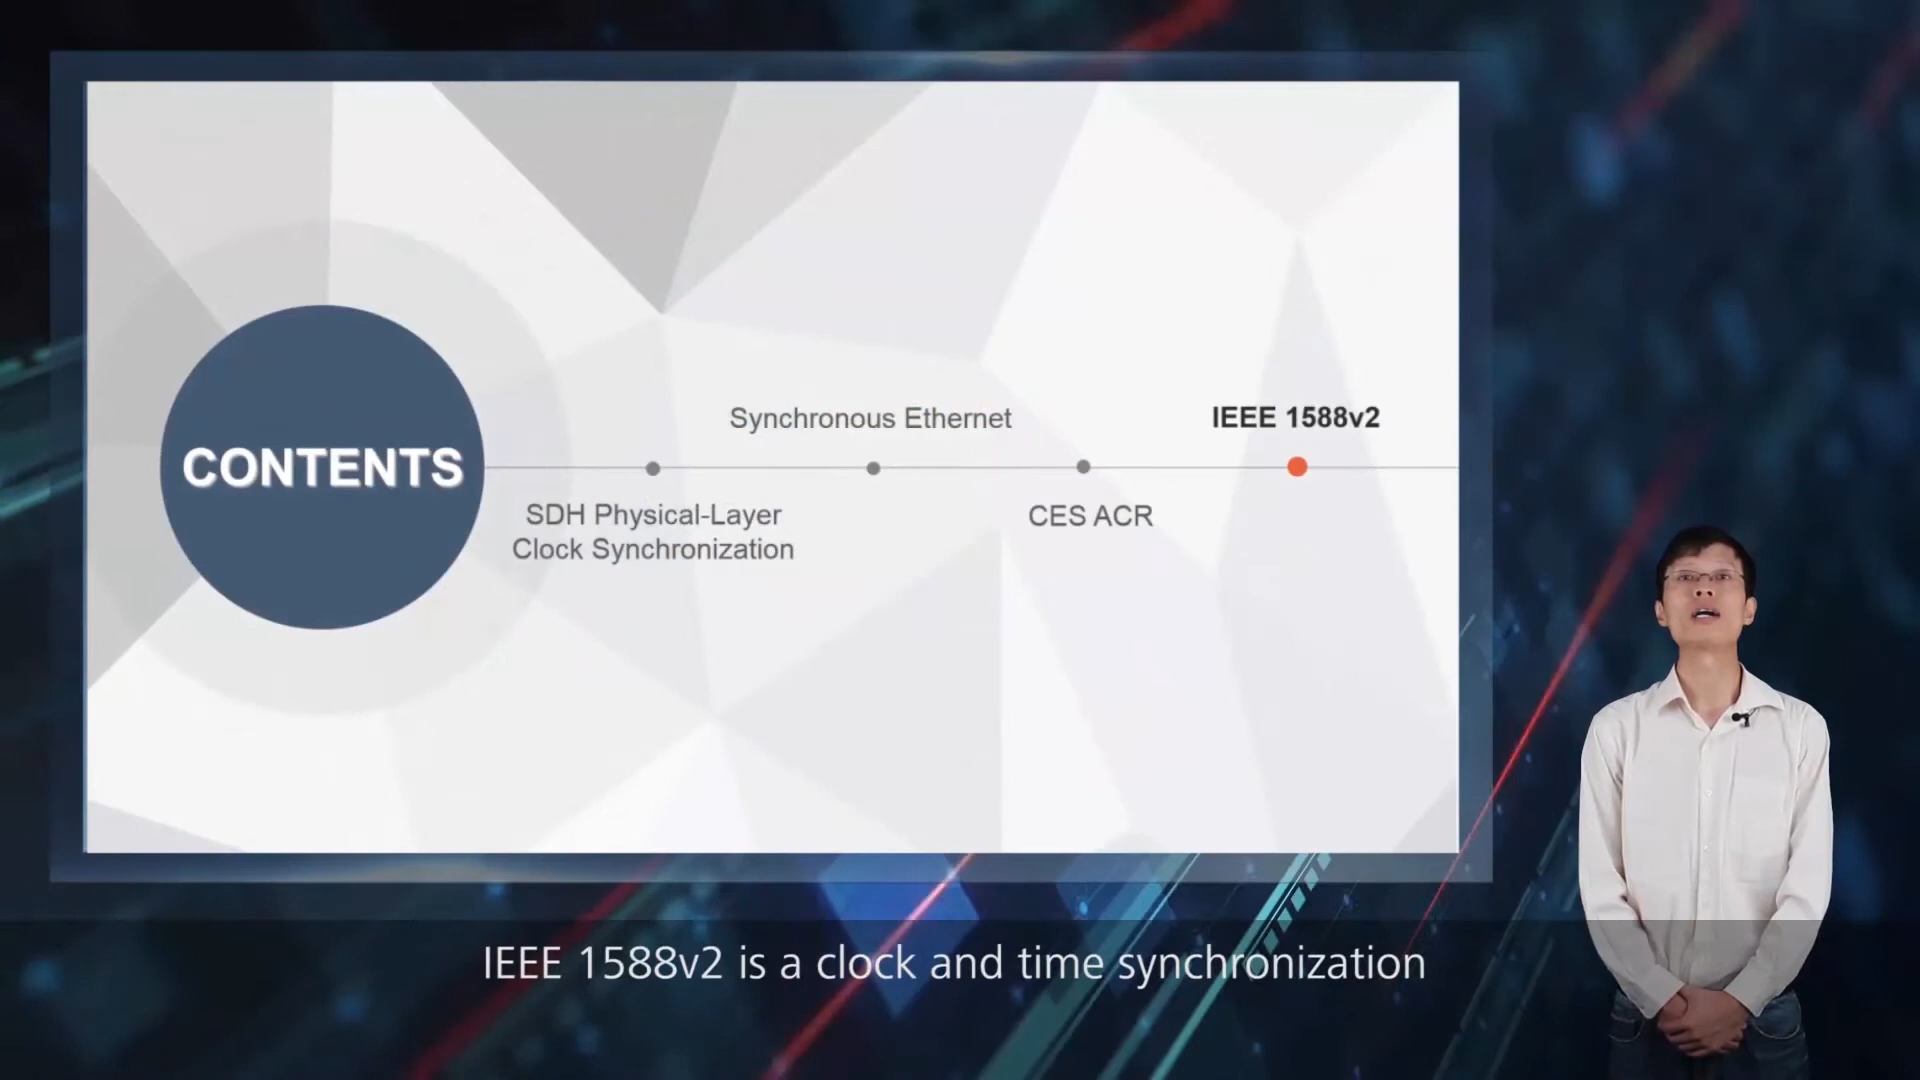 CONTENTS
SDH Physical-Layer
Clock Synchronization
Synchronous Ethernet
CES ACR
IEEE 1588v2
IEEE 1588v2 is a clock and time synchronization